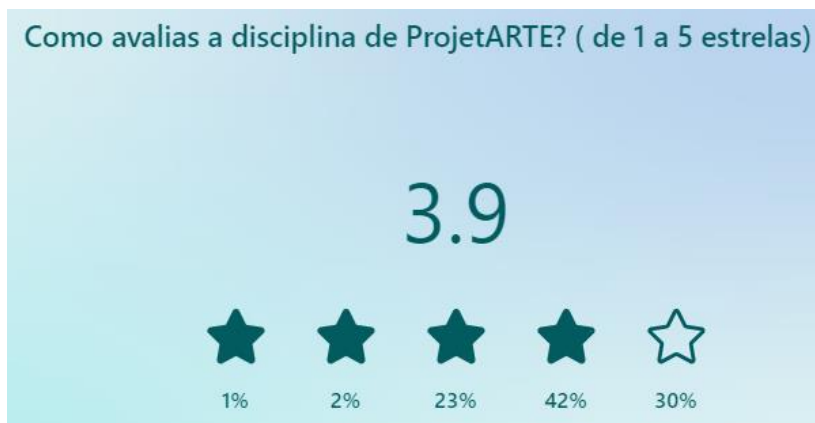 Como avalias a disciplina de ProjetARTE? ( de 1 a 5 estrelas)
3.9
1% 2% 23% 42% 30%